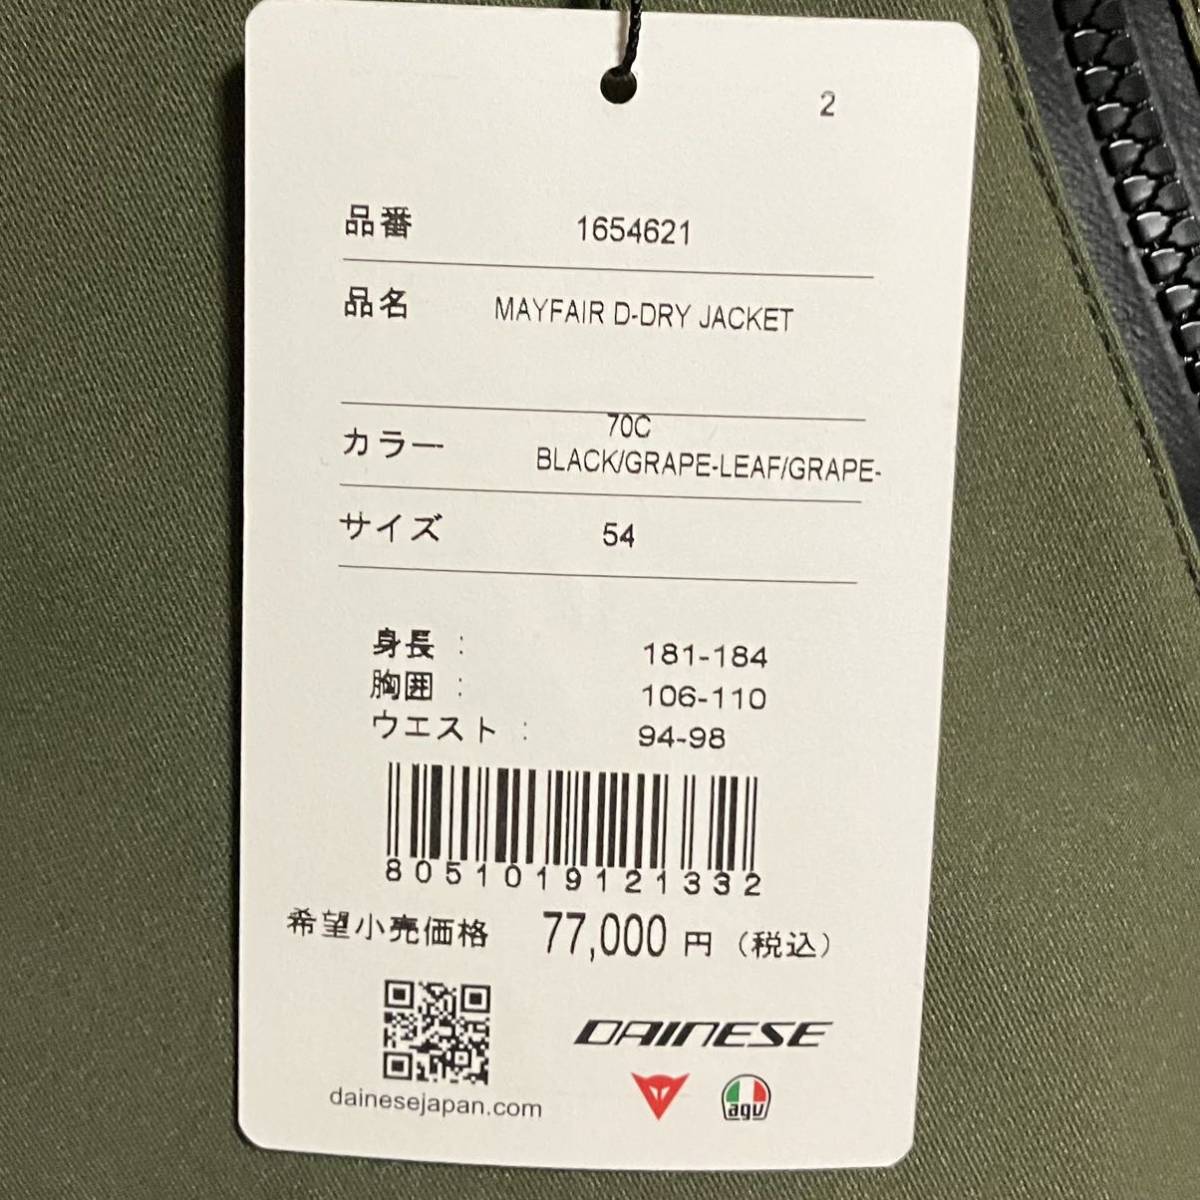 2
品番 1654621
品名 MAYFAIR D-DRY JACKET
70C
カラー BLACK/GRAPE-LEAF/GRAPE-
サイズ 54
身長 : 181-184
胸囲 : 106-110
ウエスト : 94-98
8051019121332
希望小売価格 77,000 円 (税込)
DAINESE
dainesejapan.com
agv